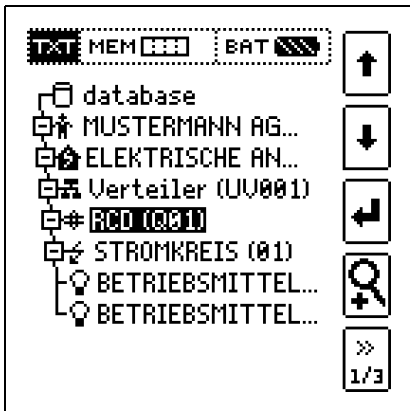 TXT MEM BAT
database
MUSTERMANN AG...
ELEKTRISCHE AN...
Verteiler (UV001)
RCD (Q01)
STROMKREIS (01)
BETRIEBSMITTEL...
BETRIEBSMITTEL...
>>
1/3